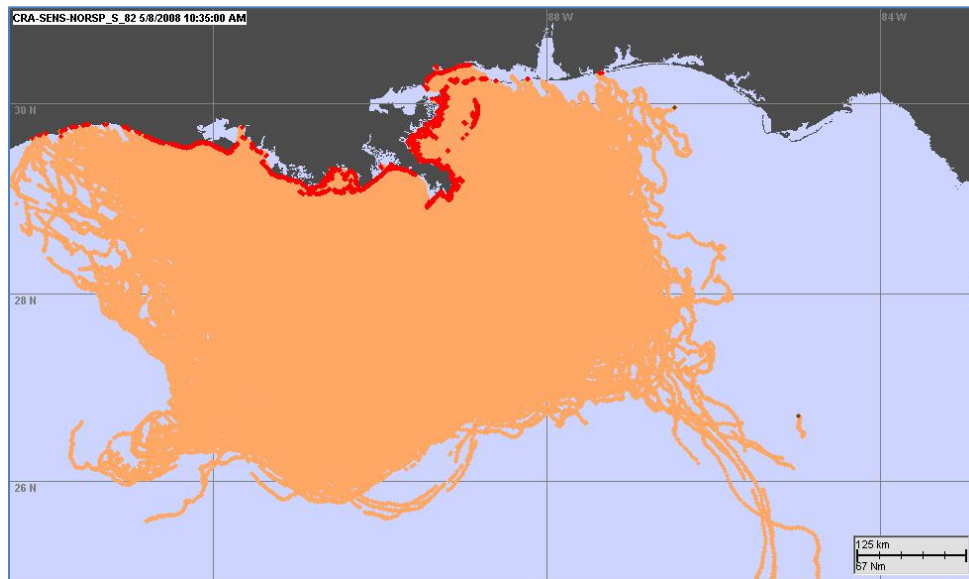 CRA-SENS-NORSP_S_82 5/8/2008 10:35:00 AM
88 W
84 W
30 N
28 N
26 N
125 km
67 Nm